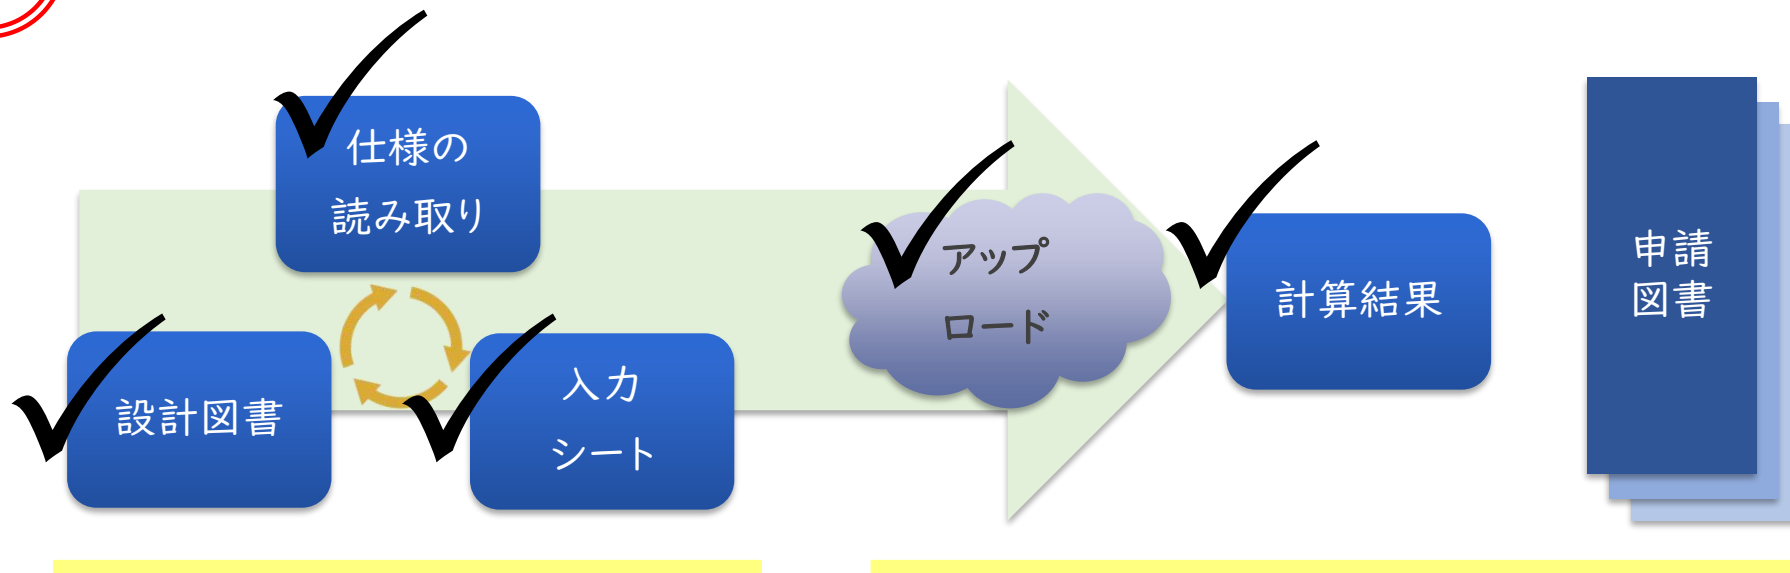 仕様の
読み取り
設計図書
入力
シート
アップ
ロード
計算結果
申請
図書